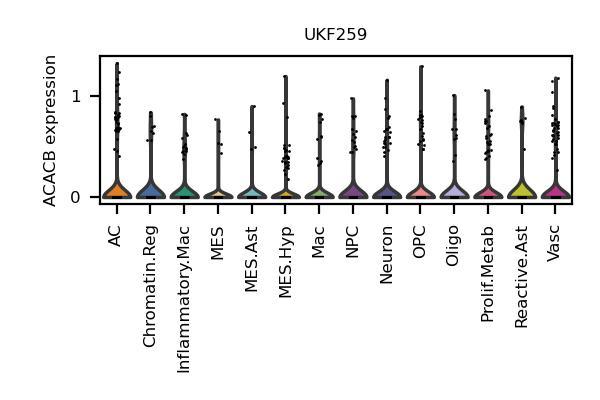 UKF259
ACACB expression
1
0
AC
Chromatin.Reg
Inflammatory.Mac
MES
MES.Ast
MES.Hyp
Mac
NPC
Neuron
OPC
Oligo
Prolif.Metab
Reactive.Ast
Vasc